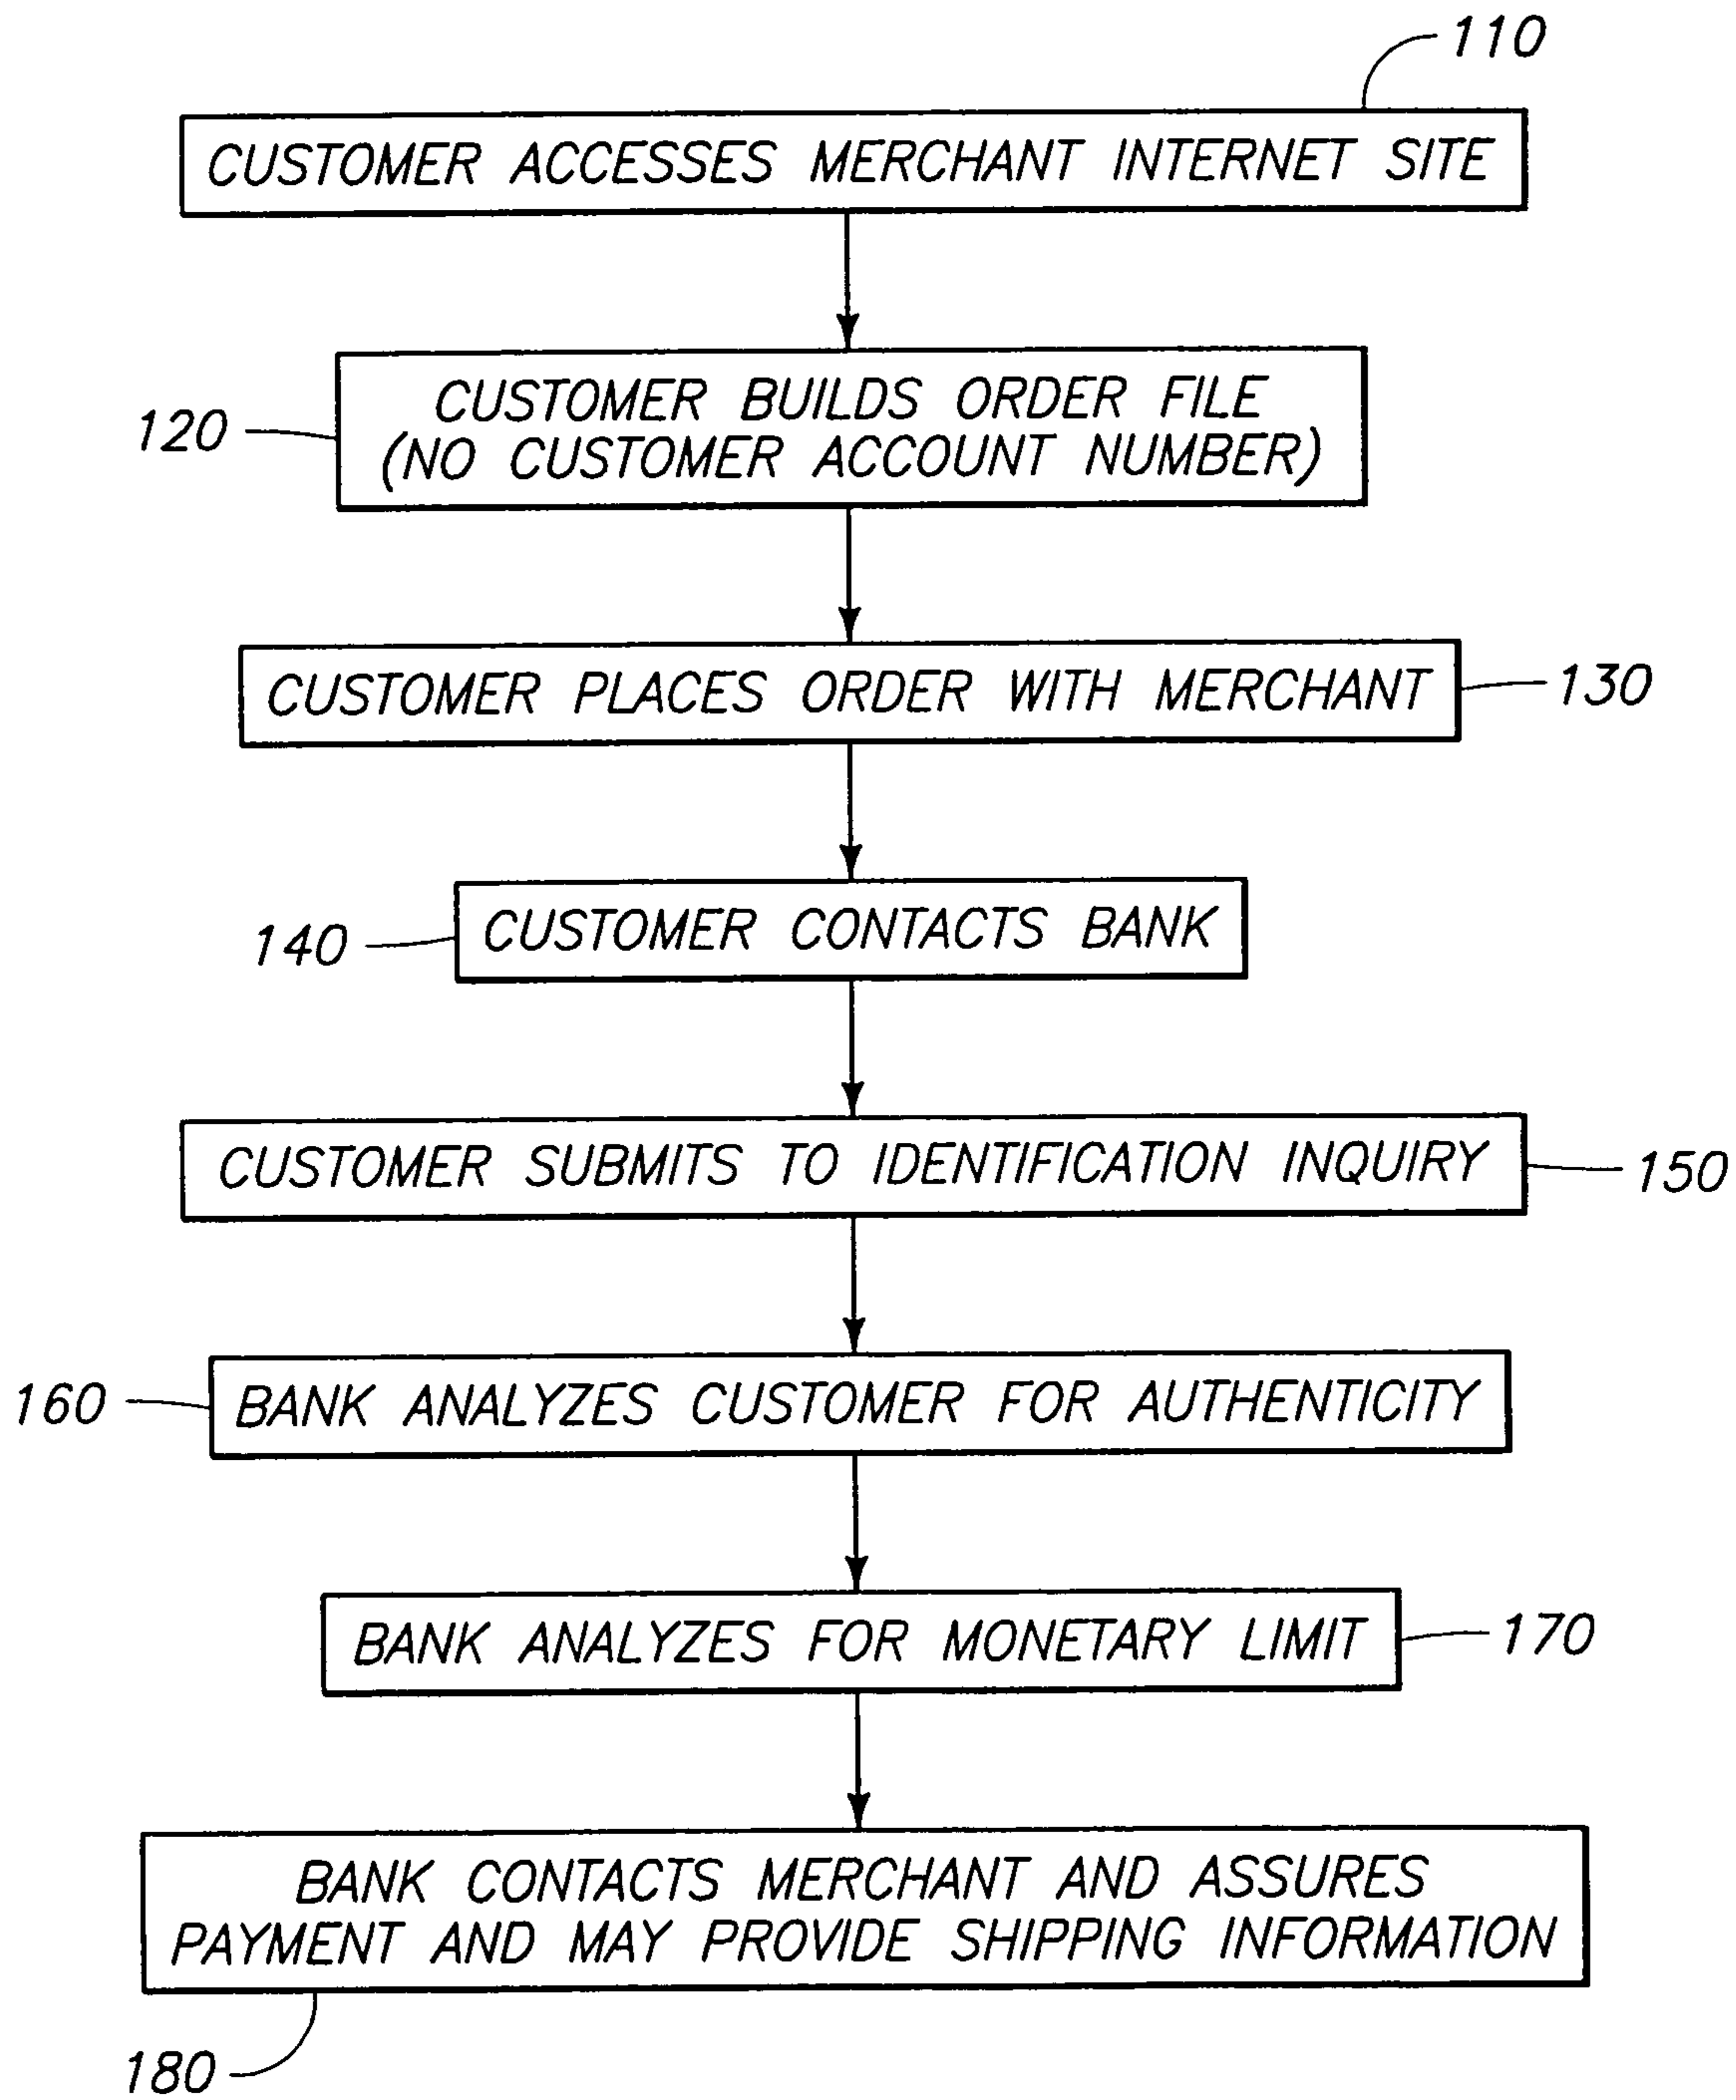 110
CUSTOMER ACCESSES MERCHANT INTERNET SITE
CUSTOMER BUILDS ORDER FILE
(NO CUSTOMER ACCOUNT NUMBER)
120
CUSTOMER PLACES ORDER WITH MERCHANT
130
CUSTOMER CONTACTS BANK
140
CUSTOMER SUBMITS TO IDENTIFICATION INQUIRY
150
BANK ANALYZES CUSTOMER FOR AUTHENTICITY
160
BANK ANALYZES FOR MONETARY LIMIT
170
BANK CONTACTS MERCHANT AND ASSURES
PAYMENT AND MAY PROVIDE SHIPPING INFORMATION
180